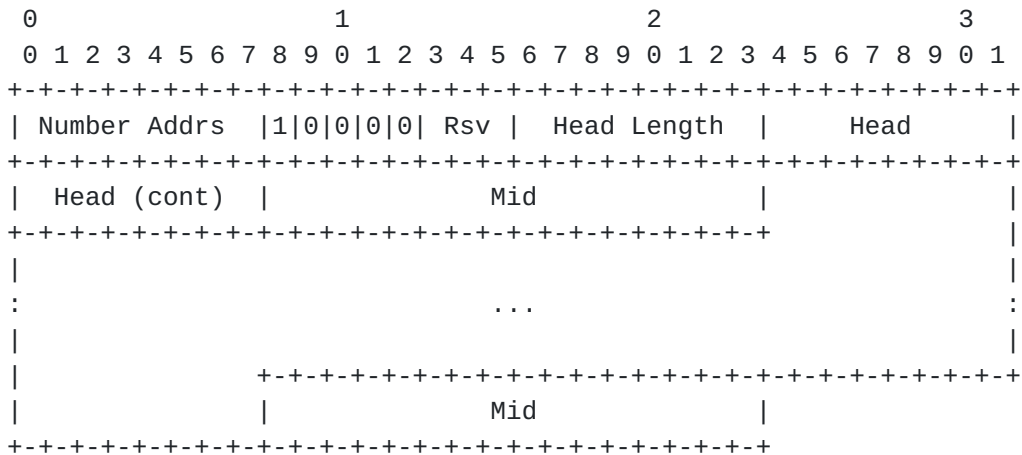 0                   1                   2                   3
 0 1 2 3 4 5 6 7 8 9 0 1 2 3 4 5 6 7 8 9 0 1 2 3 4 5 6 7 8 9 0 1
+-+-+-+-+-+-+-+-+-+-+-+-+-+-+-+-+-+-+-+-+-+-+-+-+-+-+-+-+-+-+-+-+
| Number Addrs  |1|0|0|0|0| Rsv |  Head Length  |     Head      |
+-+-+-+-+-+-+-+-+-+-+-+-+-+-+-+-+-+-+-+-+-+-+-+-+-+-+-+-+-+-+-+-+
|  Head (cont)  |              Mid              |               |
+-+-+-+-+-+-+-+-+-+-+-+-+-+-+-+-+-+-+-+-+-+-+-+-+               |
|                                                               |
:                              ...                              :
|                                                               |
|               +-+-+-+-+-+-+-+-+-+-+-+-+-+-+-+-+-+-+-+-+-+-+-+-+
|               |              Mid              |
+-+-+-+-+-+-+-+-+-+-+-+-+-+-+-+-+-+-+-+-+-+-+-+-+